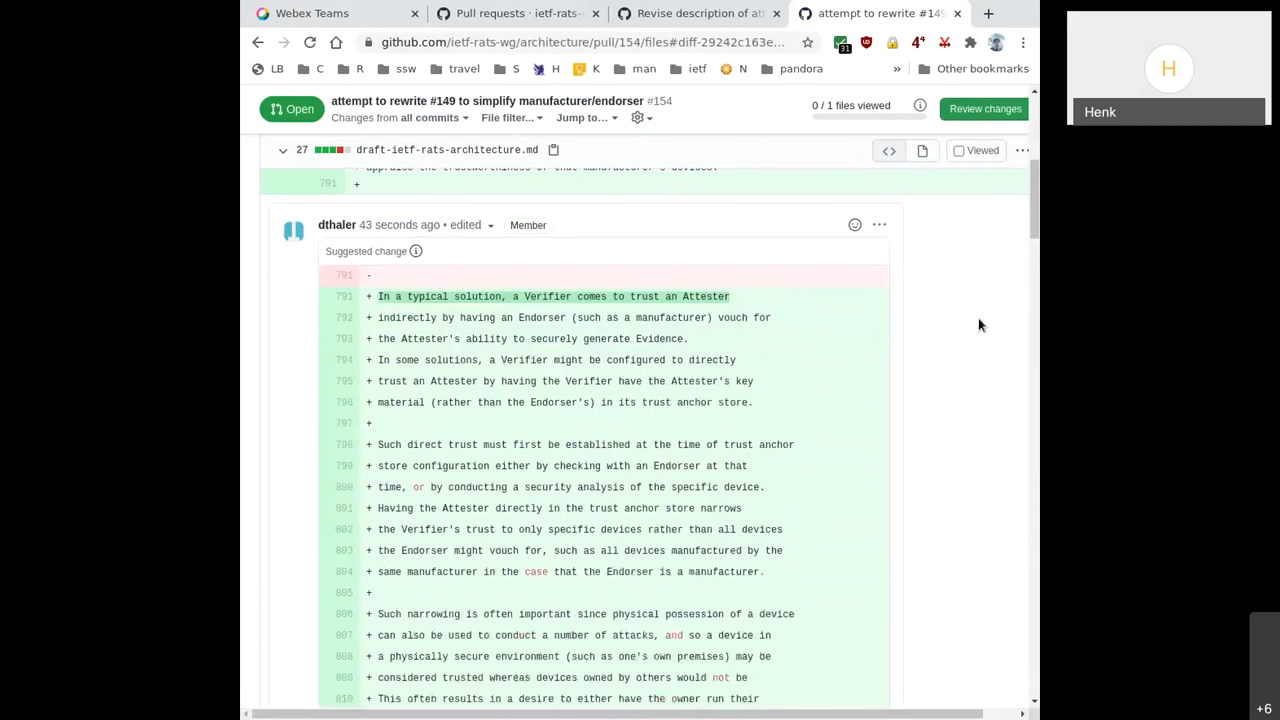 Webex Teams
Pull requests · ietf-rats-
Revise description of at
attempt to rewrite #149
github.com/ietf-rats-wg/architecture/pull/154/files#diff-29242c163e...
31
LB
C
R
ssw
travel
S
H
K
man
ietf
N
pandora
»
Other bookmarks
Open
attempt to rewrite #149 to simplify manufacturer/endorser #154
Changes from all commits
File filter...
Jump to...
0 / 1 files viewed
Review changes
27
draft-ietf-rats-architecture.md
Viewed
appraise the trustworthiness of that manufacturer's devices.
791 +
dthaler 43 seconds ago • edited
Member
Suggested change
791 -
791 + In a typical solution, a Verifier comes to trust an Attester
792 + indirectly by having an Endorser (such as a manufacturer) vouch for
793 + the Attester's ability to securely generate Evidence.
794 + In some solutions, a Verifier might be configured to directly
795 + trust an Attester by having the Verifier have the Attester's key
796 + material (rather than the Endorser's) in its trust anchor store.
797 +
798 + Such direct trust must first be established at the time of trust anchor
799 + store configuration either by checking with an Endorser at that
800 + time, or by conducting a security analysis of the specific device.
801 + Having the Attester directly in the trust anchor store narrows
802 + the Verifier's trust to only specific devices rather than all devices
803 + the Endorser might vouch for, such as all devices manufactured by the
804 + same manufacturer in the case that the Endorser is a manufacturer.
805 +
806 + Such narrowing is often important since physical possession of a device
807 + can also be used to conduct a number of attacks, and so a device in
808 + a physically secure environment (such as one's own premises) may be
809 + considered trusted whereas devices owned by others would not be
810 + This often results in a desire to either have the owner run their
H
Henk
+6